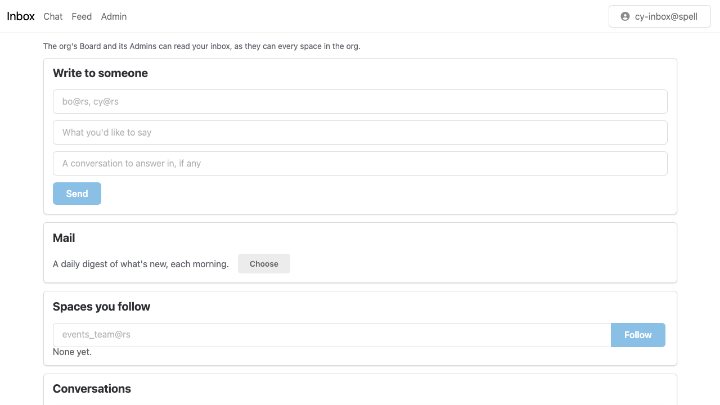 Inbox Chat Feed Admin cy-inbox@spell
The org's Board and its Admins can read your inbox, as they can every space in the org.
Write to someone
bo@rs, cy@rs
What you'd like to say
A conversation to answer in, if any
Send
Mail
A daily digest of what's new, each morning. Choose
Spaces you follow
events_team@rs Follow
None yet.
Conversations